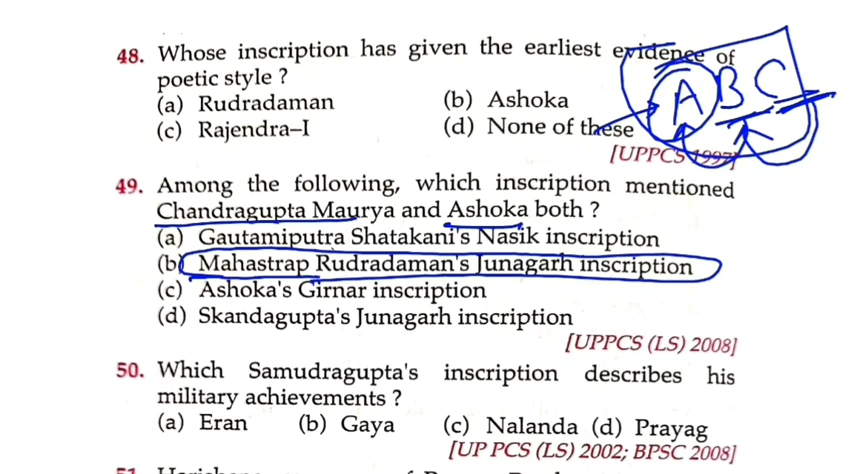 48. Whose inscription has given the earliest evidence of
poetic style ?
(a) Rudradaman (b) Ashoka
(c) Rajendra–I (d) None of these
A B C
[UPPCS 1997]
49. Among the following, which inscription mentioned
Chandragupta Maurya and Ashoka both ?
(a) Gautamiputra Shatakani's Nasik inscription
(b) Mahastrap Rudradaman's Junagarh inscription
(c) Ashoka's Girnar inscription
(d) Skandagupta's Junagarh inscription
[UPPCS (LS) 2008]
50. Which Samudragupta's inscription describes his
military achievements ?
(a) Eran (b) Gaya (c) Nalanda (d) Prayag
[UP PCS (LS) 2002; BPSC 2008]
51.